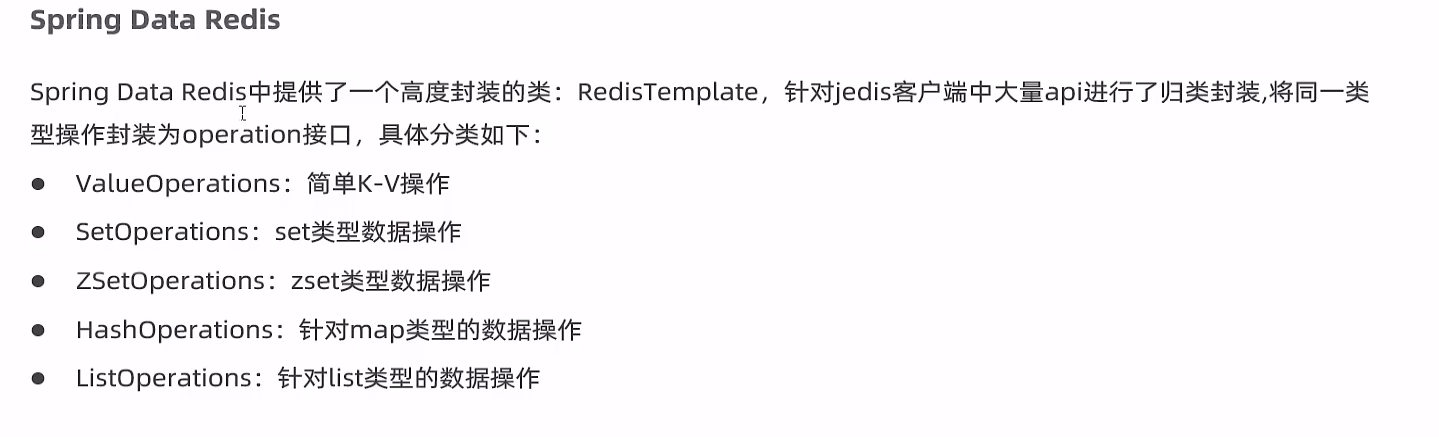 Spring Data Redis
Spring Data Redis中提供了一个高度封装的类：RedisTemplate，针对jedis客户端中大量api进行了归类封装,将同一类
型操作封装为operation接口，具体分类如下：
● ValueOperations：简单K-V操作
● SetOperations：set类型数据操作
● ZSetOperations：zset类型数据操作
● HashOperations：针对map类型的数据操作
● ListOperations：针对list类型的数据操作